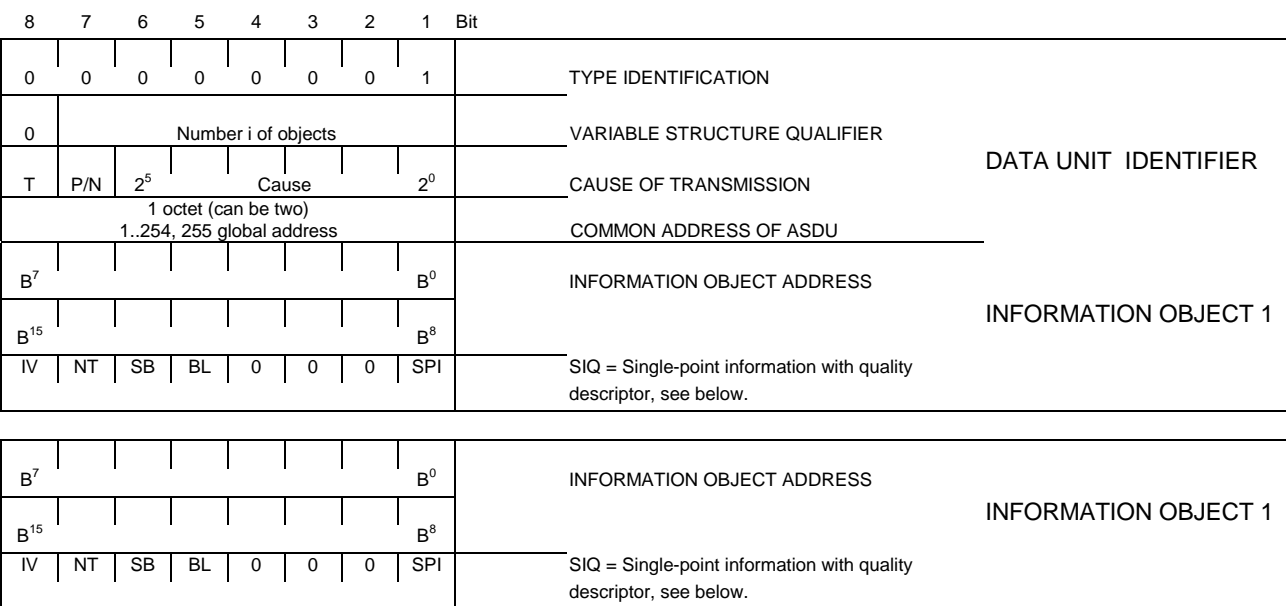 8 7 6 5 4 3 2 1 Bit
0 0 0 0 0 0 0 1 TYPE IDENTIFICATION
0 Number i of objects VARIABLE STRUCTURE QUALIFIER
DATA UNIT IDENTIFIER
T P/N 2⁵ Cause 2⁰ CAUSE OF TRANSMISSION
1 octet (can be two)
1..254, 255 global address COMMON ADDRESS OF ASDU
B⁷ B⁰ INFORMATION OBJECT ADDRESS
INFORMATION OBJECT 1
B¹⁵ B⁸
IV NT SB BL 0 0 0 SPI SIQ = Single-point information with quality
descriptor, see below.
B⁷ B⁰ INFORMATION OBJECT ADDRESS
INFORMATION OBJECT 1
B¹⁵ B⁸
IV NT SB BL 0 0 0 SPI SIQ = Single-point information with quality
descriptor, see below.